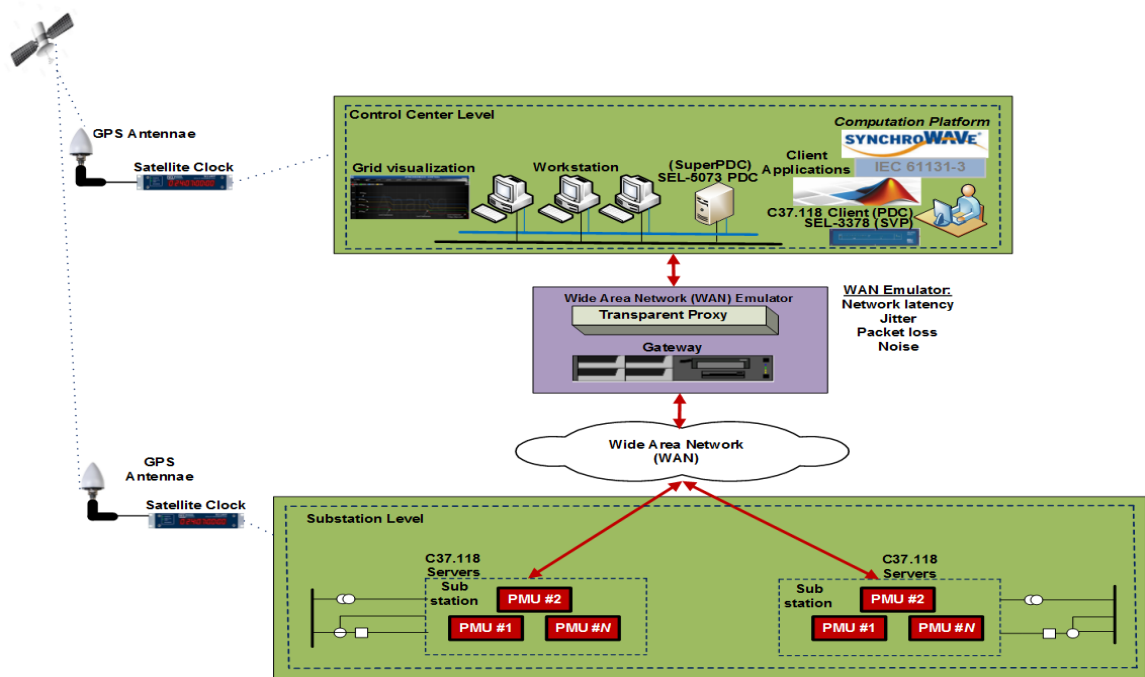 GPS Antennae
Satellite Clock
Control Center Level
Grid visualization
Workstation
(SuperPDC)
SEL-5073 PDC
Computation Platform
SYNCHROWAVE®
Client
Applications
IEC 61131-3
C37.118 Client (PDC)
SEL-3378 (SVP)
Wide Area Network (WAN) Emulator
Transparent Proxy
Gateway
WAN Emulator:
Network latency
Jitter
Packet loss
Noise
Wide Area Network
(WAN)
GPS
Antennae
Satellite Clock
Substation Level
C37.118
Servers
Sub
station
PMU #2
PMU #1
PMU #N
C37.118
Servers
Sub
station
PMU #2
PMU #1
PMU #N